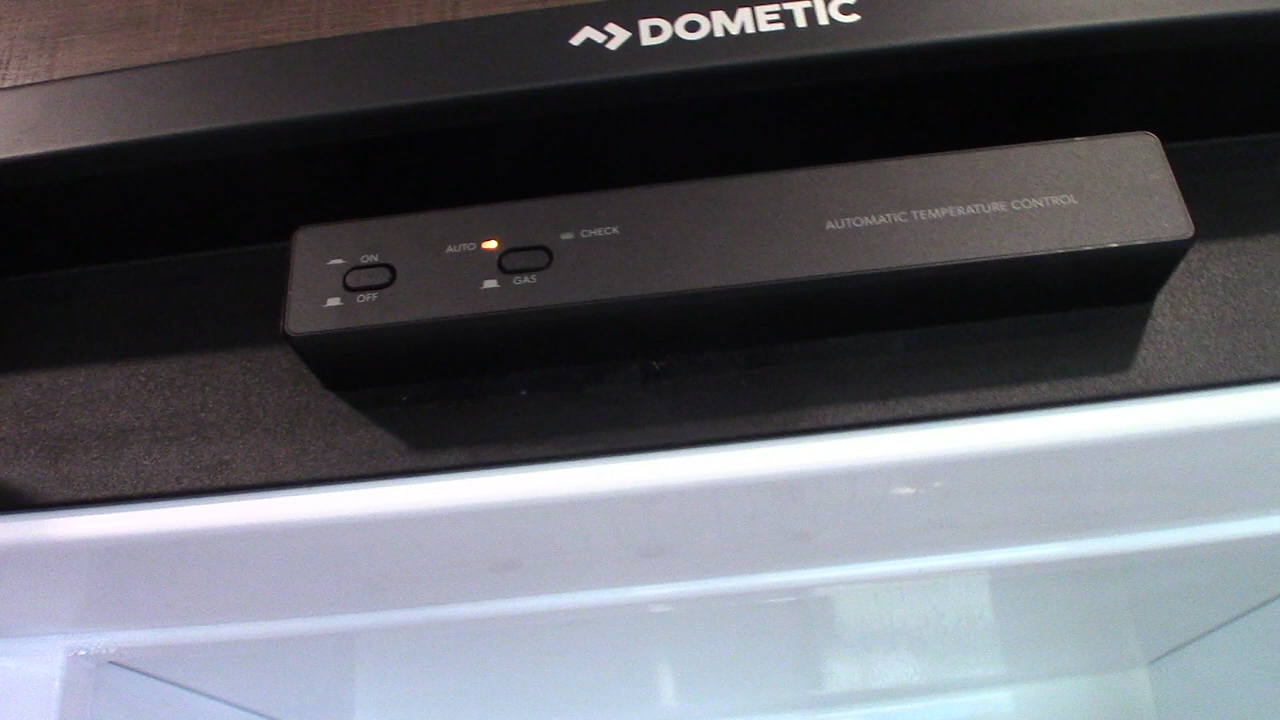 DOMETIC
AUTOMATIC TEMPERATURE CONTROL
AUTO CHECK
ON
GAS
OFF